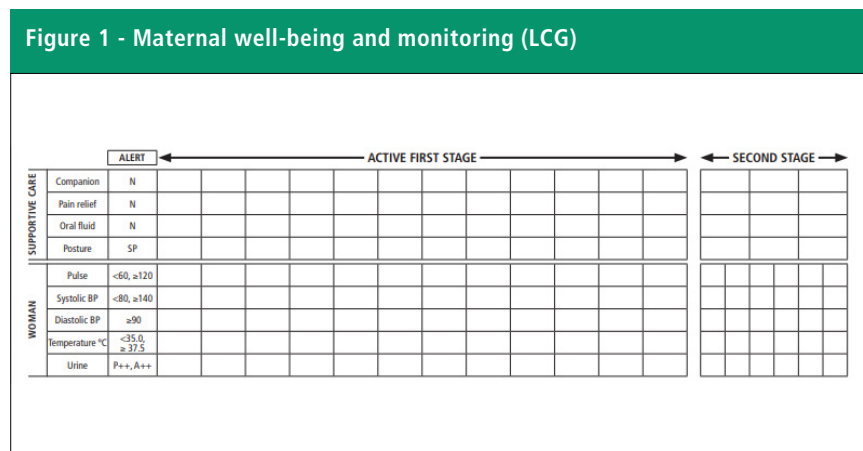 Figure 1 - Maternal well-being and monitoring (LCG)
ALERT
ACTIVE FIRST STAGE
SECOND STAGE
SUPPORTIVE CARE
Companion N
Pain relief N
Oral fluid N
Posture SP
WOMAN
Pulse <60, ≥120
Systolic BP <80, ≥140
Diastolic BP ≥90
Temperature ºC <35.0,
≥ 37.5
Urine P++, A++